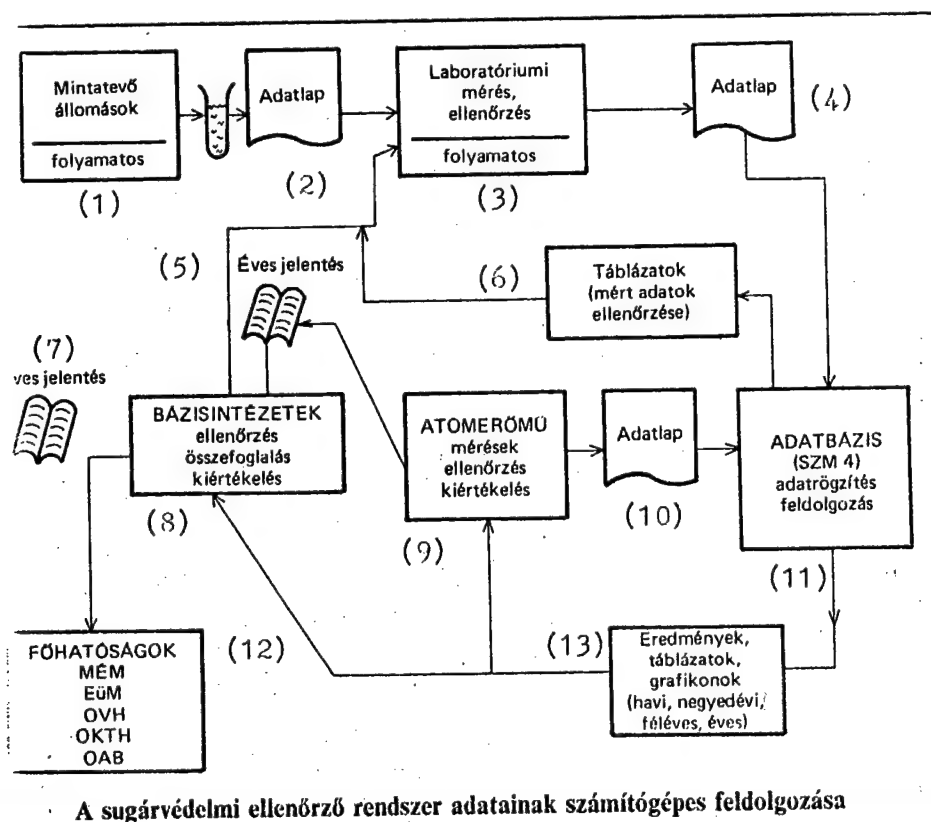 Mintatevő
állomások
folyamatos
(1)
Adatlap
(2)
Laboratóriumi
mérés,
ellenőrzés
folyamatos
(3)
Adatlap
(4)
(5)
Éves jelentés
(6)
Táblázatok
(mért adatok
ellenőrzése)
(7)
ves jelentés
BÁZISINTÉZETEK
ellenőrzés
összefoglalás
kiértékelés
(8)
ATOMERŐMŰ
mérések
ellenőrzés
kiértékelés
(9)
Adatlap
(10)
ADATBÁZIS
(SZM 4)
adatrögzítés
feldolgozás
(11)
FŐHATÓSÁGOK
MÉM
EüM
OVH
OKTH
OAB
(12)
(13)
Eredmények,
táblázatok,
grafikonok
(havi, negyedévi,
féléves, éves)
A sugárvédelmi ellenőrző rendszer adatainak számítógépes feldolgozása